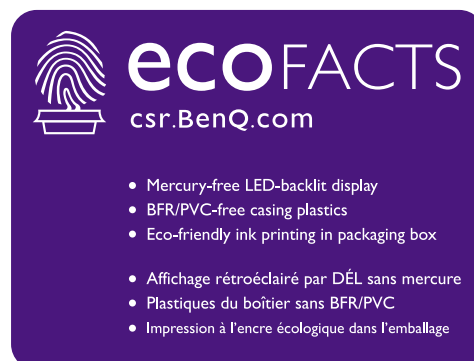 ecoFACTS
csr.BenQ.com
• Mercury-free LED-backlit display
• BFR/PVC-free casing plastics
• Eco-friendly ink printing in packaging box
• Affichage rétroéclairé par DÉL sans mercure
• Plastiques du boîtier sans BFR/PVC
• Impression à l'encre écologique dans l'emballage